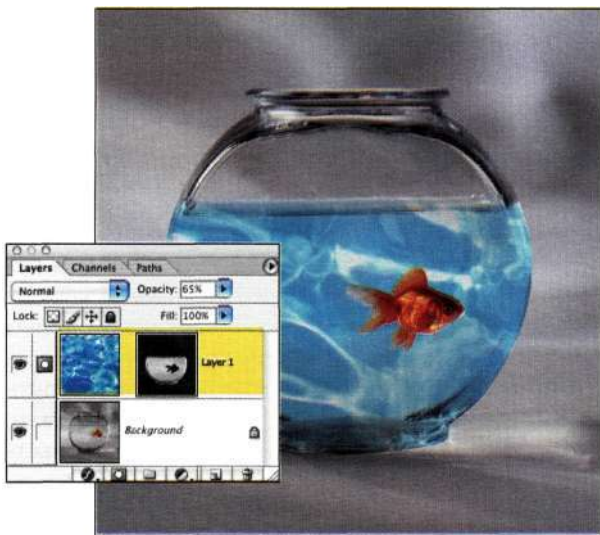 Layers Channels Paths
Normal Opacity: 65%
Lock: Fill: 100%
Layer 1
Background